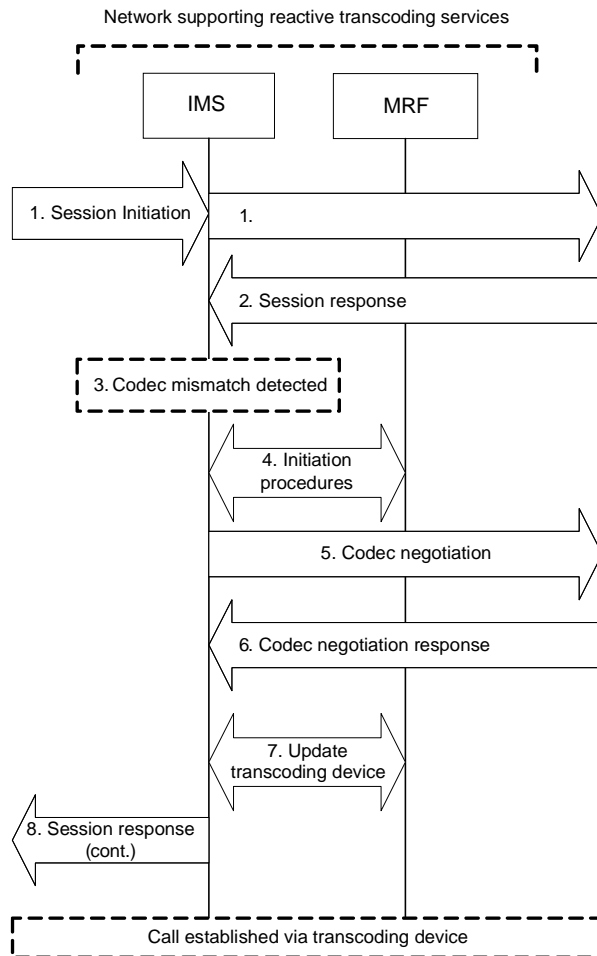 Network supporting reactive transcoding services
IMS
MRF
1. Session Initiation
1.
2. Session response
3. Codec mismatch detected
4. Initiation
procedures
5. Codec negotiation
6. Codec negotiation response
7. Update
transcoding device
8. Session response
(cont.)
Call established via transcoding device